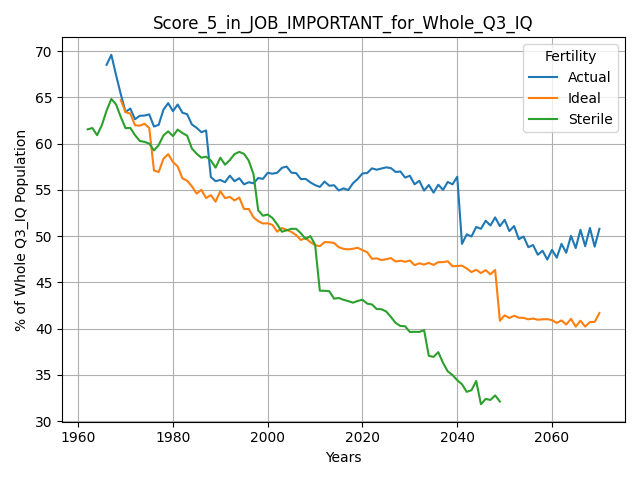 Score_5_in_JOB_IMPORTANT_for_Whole_Q3_IQ
% of Whole Q3_IQ Population
70
65
60
55
50
45
40
35
30
Fertility
Actual
Ideal
Sterile
1960 1980 2000 2020 2040 2060
Years